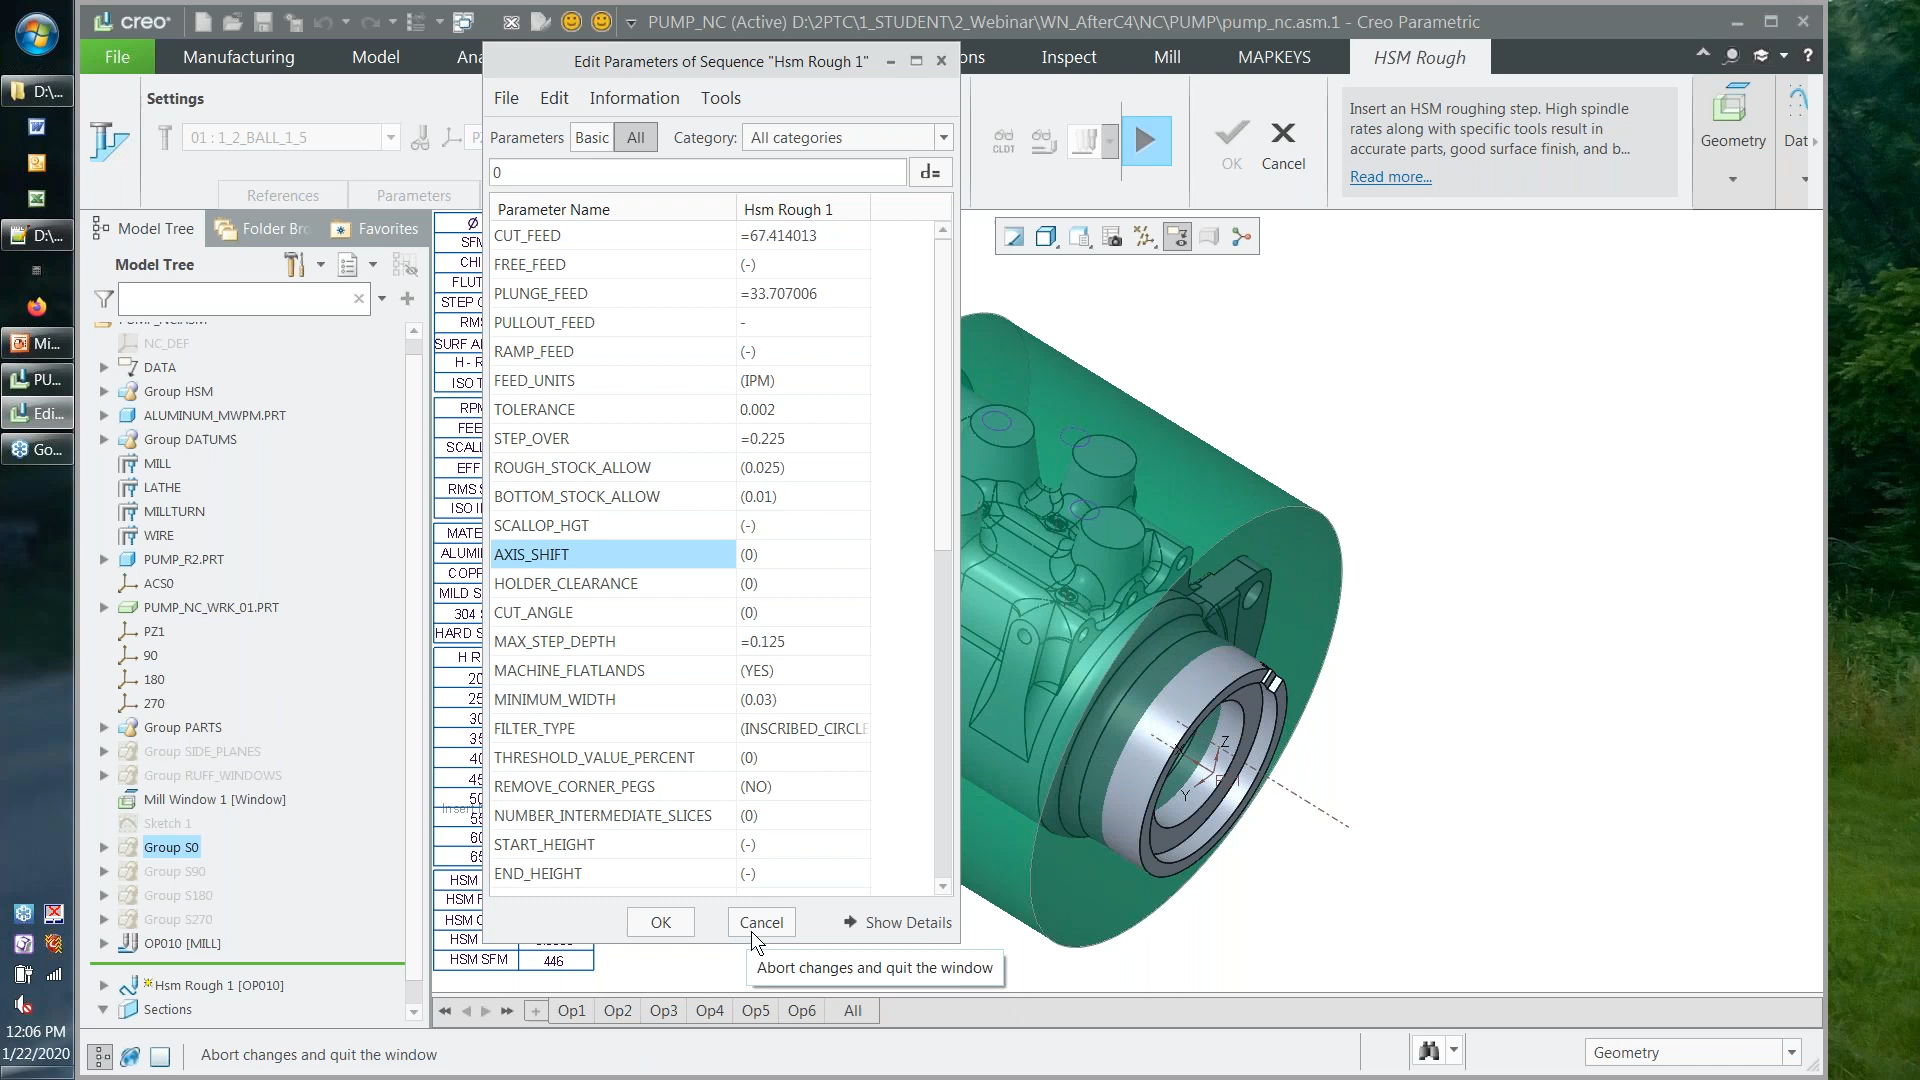 creo®
PUMP_NC (Active) D:\2PTC\1_STUDENT\2_Webinar\WN_AfterC4\NC\PUMP\pump_nc.asm.1 - Creo Parametric
File
Manufacturing
Model
Inspect
Mill
MAPKEYS
HSM Rough
Settings
01 : 1_2_BALL_1_5
References
Parameters
CLDT
OK
Cancel
Insert an HSM roughing step. High spindle
rates along with specific tools result in
accurate parts, good surface finish, and b...
Read more...
Geometry
Edit Parameters of Sequence "Hsm Rough 1"
File
Edit
Information
Tools
Parameters
Basic
All
Category:
All categories
0
d=
Parameter Name
Hsm Rough 1
CUT_FEED =67.414013
FREE_FEED (-)
PLUNGE_FEED =33.707006
PULLOUT_FEED -
RAMP_FEED (-)
FEED_UNITS (IPM)
TOLERANCE 0.002
STEP_OVER =0.225
ROUGH_STOCK_ALLOW (0.025)
BOTTOM_STOCK_ALLOW (0.01)
SCALLOP_HGT (-)
AXIS_SHIFT (0)
HOLDER_CLEARANCE (0)
CUT_ANGLE (0)
MAX_STEP_DEPTH =0.125
MACHINE_FLATLANDS (YES)
MINIMUM_WIDTH (0.03)
FILTER_TYPE (INSCRIBED_CIRCLE
THRESHOLD_VALUE_PERCENT (0)
REMOVE_CORNER_PEGS (NO)
NUMBER_INTERMEDIATE_SLICES (0)
START_HEIGHT (-)
END_HEIGHT (-)
OK
Cancel
Show Details
Abort changes and quit the window
Model Tree
Folder Br
Favorites
Model Tree
NC_DEF
DATA
Group HSM
ALUMINUM_MWPM.PRT
Group DATUMS
MILL
LATHE
MILLTURN
WIRE
PUMP_R2.PRT
ACS0
PUMP_NC_WRK_01.PRT
PZ1
90
180
270
Group PARTS
Group SIDE_PLANES
Group RUFF_WINDOWS
Mill Window 1 [Window]
Sketch 1
Group S0
Group S90
Group S180
Group S270
OP010 [MILL]
Hsm Rough 1 [OP010]
Sections
HSM SFM 446
X
Y
Z
Op1
Op2
Op3
Op4
Op5
Op6
All
Abort changes and quit the window
Geometry
D:\...
D:\...
Mi...
PU...
Edi...
Go...
12:06 PM
1/22/2020